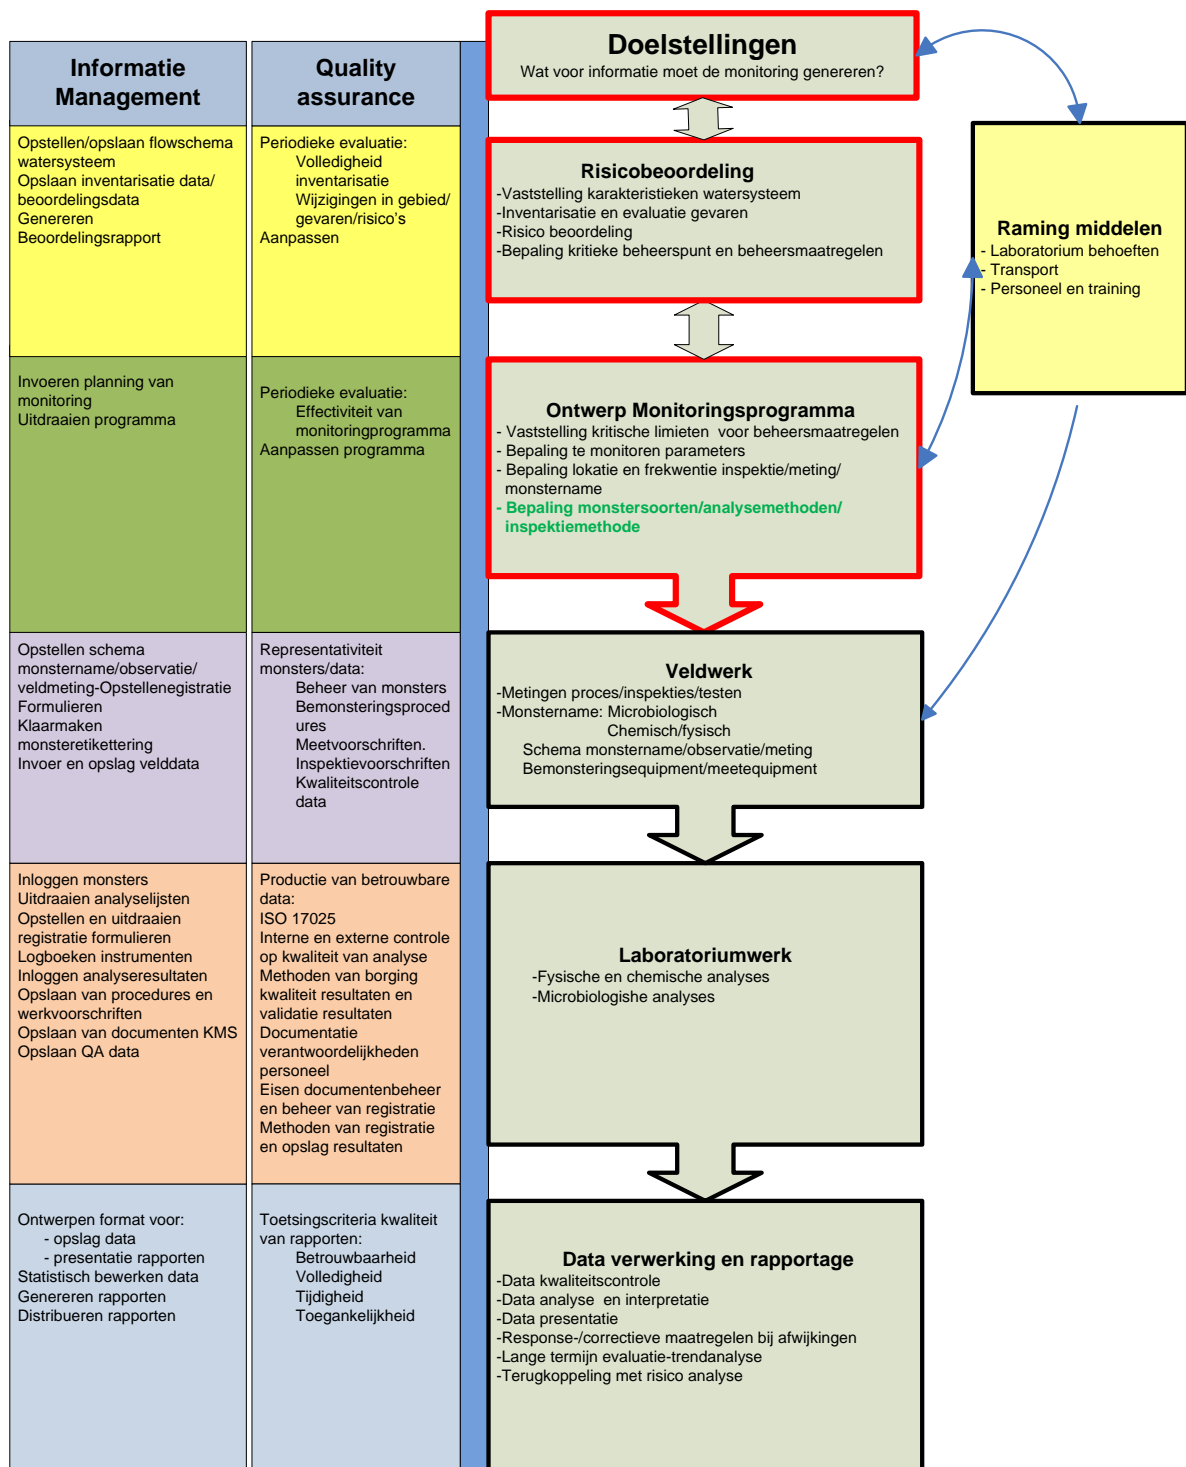 Informatie
Management
Opstellen/opslaan flowschema
watersysteem
Opslaan inventarisatie data/
beoordelingsdata
Genereren
Beoordelingsrapport
Invoeren planning van
monitoring
Uitdraaien programma
Opstellen schema
monstername/observatie/
veldmeting-Opstellenegistratie
Formulieren
Klaarmaken
monsteretikettering
Invoer en opslag velddata
Inloggen monsters
Uitdraaien analyselijsten
Opstellen en uitdraaien
registratie formulieren
Logboeken instrumenten
Inloggen analyseresultaten
Opslaan van procedures en
werkvoorschriften
Opslaan van documenten KMS
Opslaan QA data
Ontwerpen format voor:
- opslag data
- presentatie rapporten
Statistisch bewerken data
Genereren rapporten
Distribueren rapporten
Quality
assurance
Periodieke evaluatie:
Volledigheid
inventarisatie
Wijzigingen in gebied/
gevaren/risico's
Aanpassen
Periodieke evaluatie:
Effectiviteit van
monitoringprogramma
Aanpassen programma
Representativiteit
monsters/data:
Beheer van monsters
Bemonsteringsproced
ures
Meetvoorschriften.
Inspektievoorschriften
Kwaliteitscontrole
data
Productie van betrouwbare
data:
ISO 17025
Interne en externe controle
op kwaliteit van analyse
Methoden van borging
kwaliteit resultaten en
validatie resultaten
Documentatie
verantwoordelijkheden
personeel
Eisen documentenbeheer
en beheer van registratie
Methoden van registratie
en opslag resultaten
Toetsingscriteria kwaliteit
van rapporten:
Betrouwbaarheid
Volledigheid
Tijdigheid
Toegankelijkheid
Doelstellingen
Wat voor informatie moet de monitoring genereren?
Risicobeoordeling
-Vaststelling karakteristieken watersysteem
-Inventarisatie en evaluatie gevaren
-Risico beoordeling
-Bepaling kritieke beheerspunt en beheersmaatregelen
Ontwerp Monitoringsprogramma
- Vaststelling kritische limieten voor beheersmaatregelen
- Bepaling te monitoren parameters
- Bepaling lokatie en frekwentie inspektie/meting/
monstername
- Bepaling monstersoorten/analysemethoden/
inspektiemethode
Veldwerk
-Metingen proces/inspekties/testen
-Monstername: Microbiologisch
Chemisch/fysisch
Schema monstername/observatie/meting
Bemonsteringsequipment/meetequipment
Laboratoriumwerk
-Fysische en chemische analyses
-Microbiologishe analyses
Data verwerking en rapportage
-Data kwaliteitscontrole
-Data analyse en interpretatie
-Data presentatie
-Response-/correctieve maatregelen bij afwijkingen
-Lange termijn evaluatie-trendanalyse
-Terugkoppeling met risico analyse
Raming middelen
- Laboratorium behoeften
- Transport
- Personeel en training